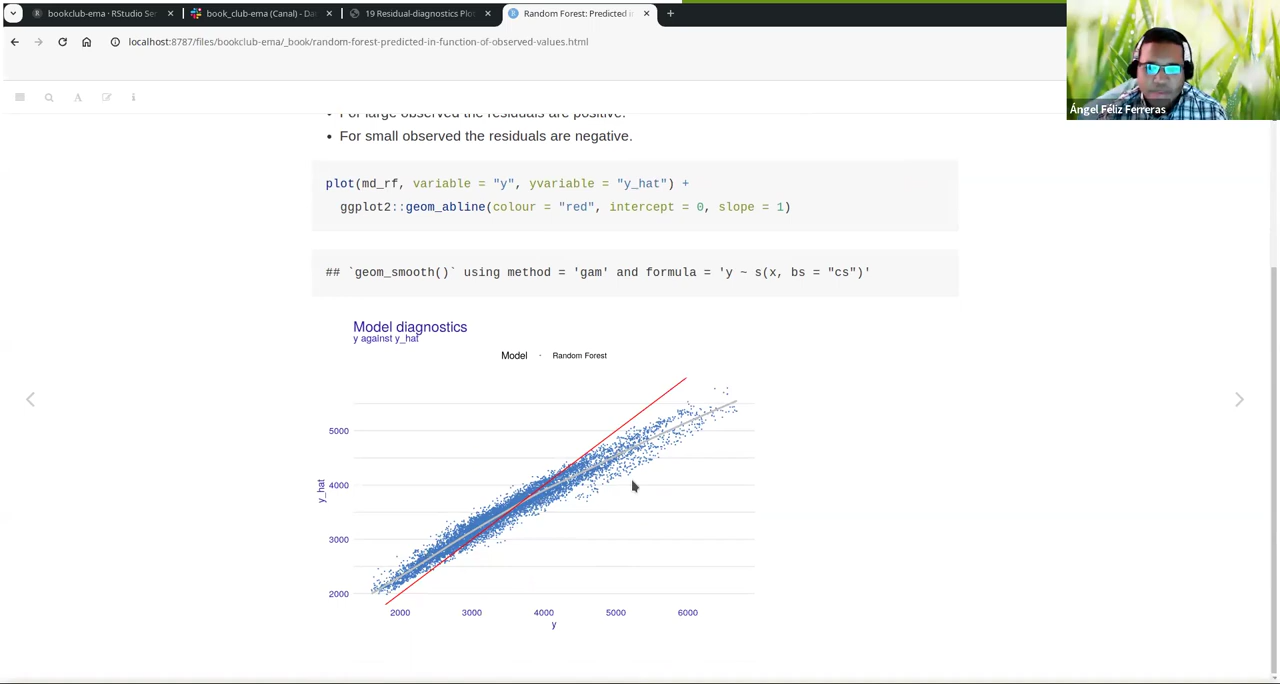 bookclub-ema · RStudio Ser
book_club-ema (Canal) - Da
19 Residual-diagnostics Plo
Random Forest: Predicted i
localhost:8787/files/bookclub-ema/_book/random-forest-predicted-in-function-of-observed-values.html
Ángel Féliz Ferreras
For large observed the residuals are positive.
• For small observed the residuals are negative.
plot(md_rf, variable = "y", yvariable = "y_hat") +
ggplot2::geom_abline(colour = "red", intercept = 0, slope = 1)
## `geom_smooth()` using method = 'gam' and formula = 'y ~ s(x, bs = "cs")'
Model diagnostics
y against y_hat
Model - Random Forest
5000
4000
3000
2000
y_hat
2000 3000 4000 5000 6000
y